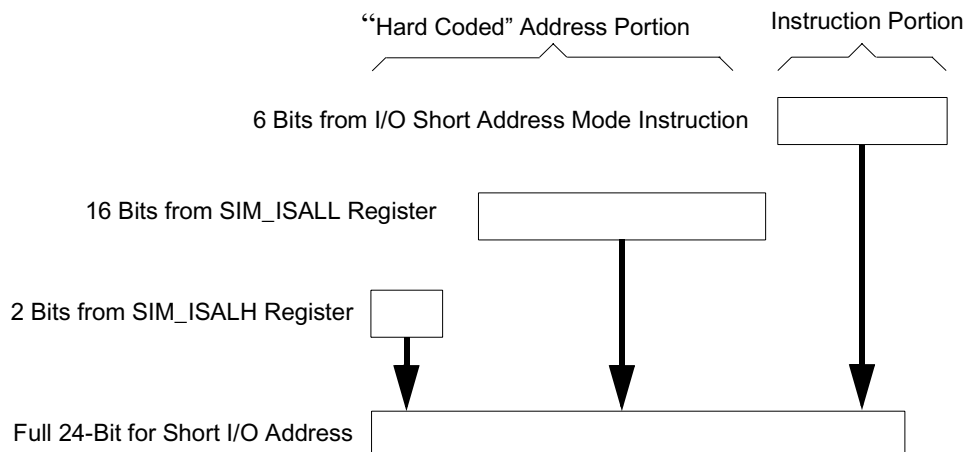 “Hard Coded” Address Portion
Instruction Portion
6 Bits from I/O Short Address Mode Instruction
16 Bits from SIM_ISALL Register
2 Bits from SIM_ISALH Register
Full 24-Bit for Short I/O Address